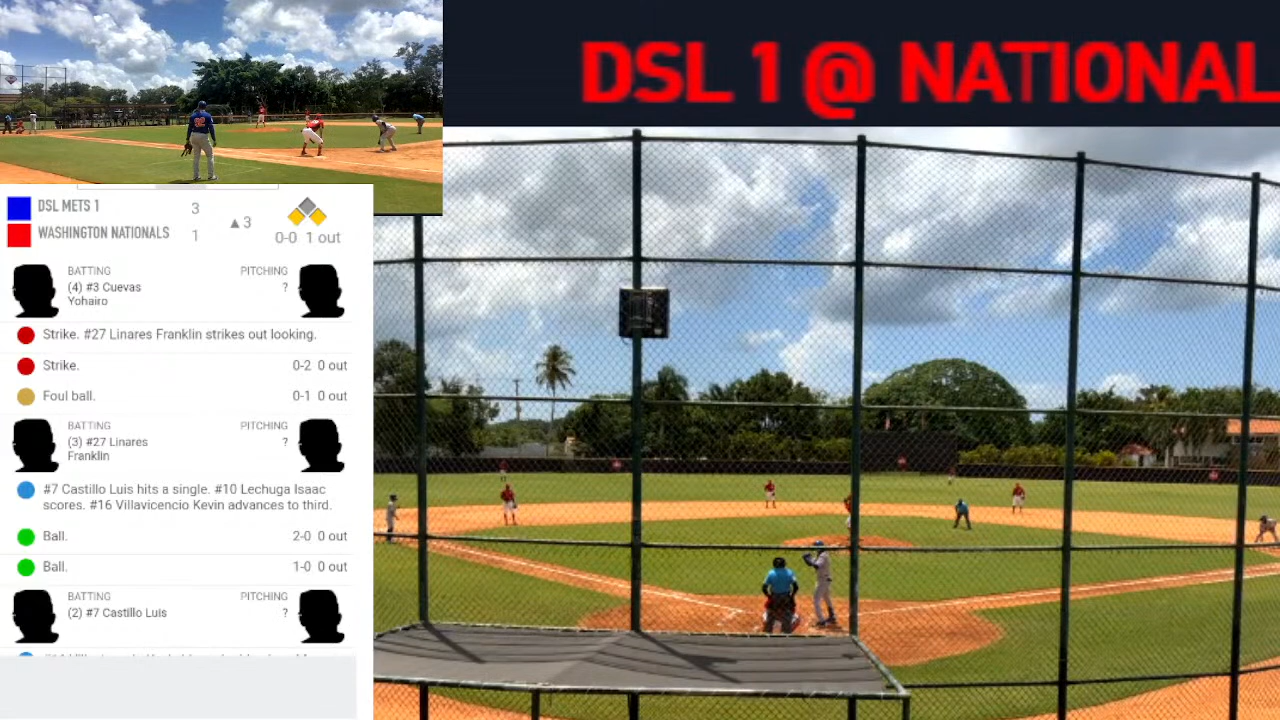 DSL 1 @ NATIONAL
DSL METS 1 3
WASHINGTON NATIONALS 1
▲3
0-0 1 out
BATTING PITCHING
(4) #3 Cuevas ?
Yohairo
Strike. #27 Linares Franklin strikes out looking.
Strike. 0-2 0 out
Foul ball. 0-1 0 out
BATTING PITCHING
(3) #27 Linares ?
Franklin
#7 Castillo Luis hits a single. #10 Lechuga Isaac
scores. #16 Villavicencio Kevin advances to third.
Ball. 2-0 0 out
Ball. 1-0 0 out
BATTING PITCHING
(2) #7 Castillo Luis ?